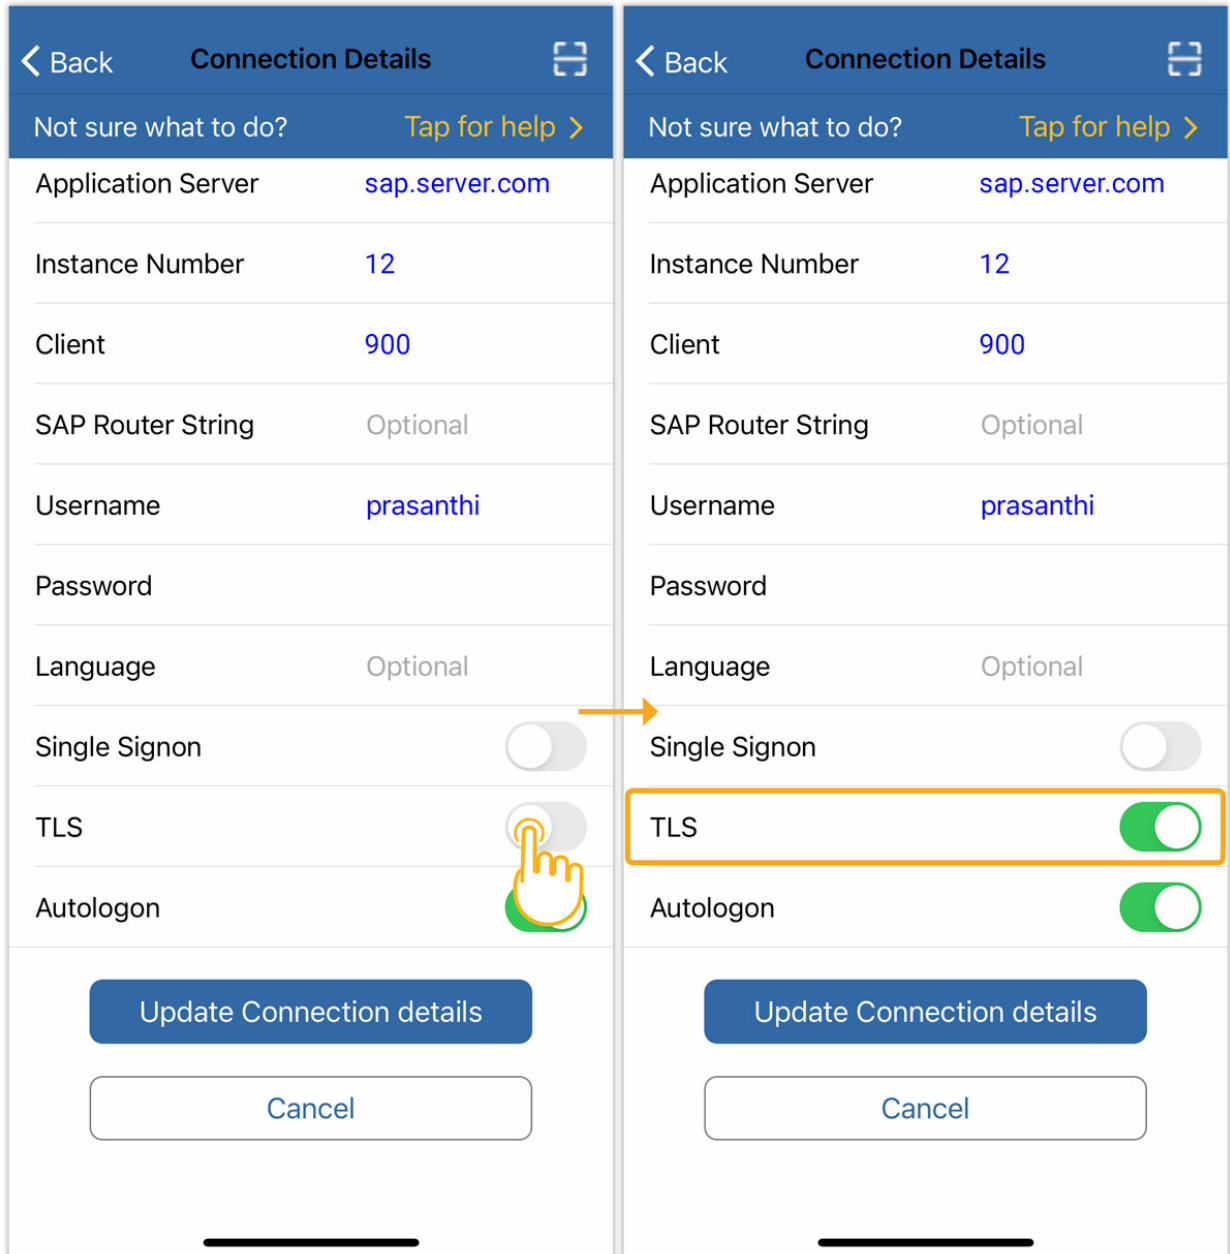 Back Connection Details
Not sure what to do? Tap for help
Application Server sap.server.com
Instance Number 12
Client 900
SAP Router String Optional
Username prasanthi
Password
Language Optional
Single Signon
TLS
Autologon
Update Connection details
Cancel
Back Connection Details
Not sure what to do? Tap for help
Application Server sap.server.com
Instance Number 12
Client 900
SAP Router String Optional
Username prasanthi
Password
Language Optional
Single Signon
TLS
Autologon
Update Connection details
Cancel